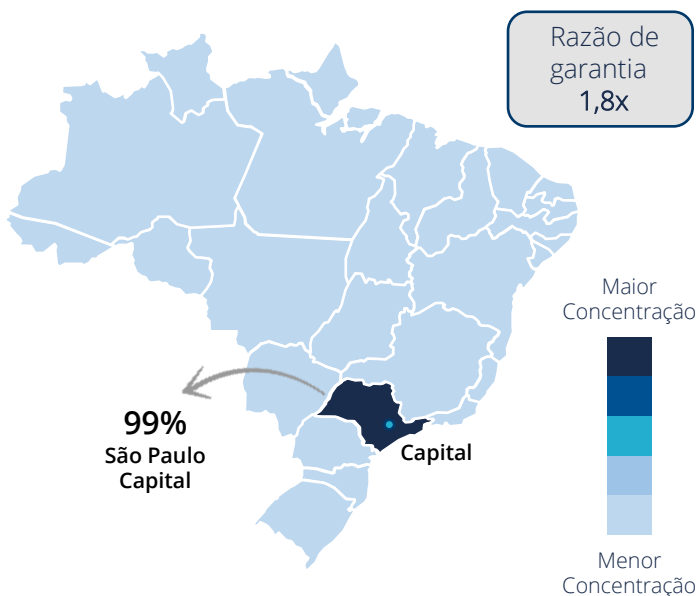 Razão de
garantia
1,8x
Maior
Concentração
99%
São Paulo
Capital
Capital
Menor
Concentração